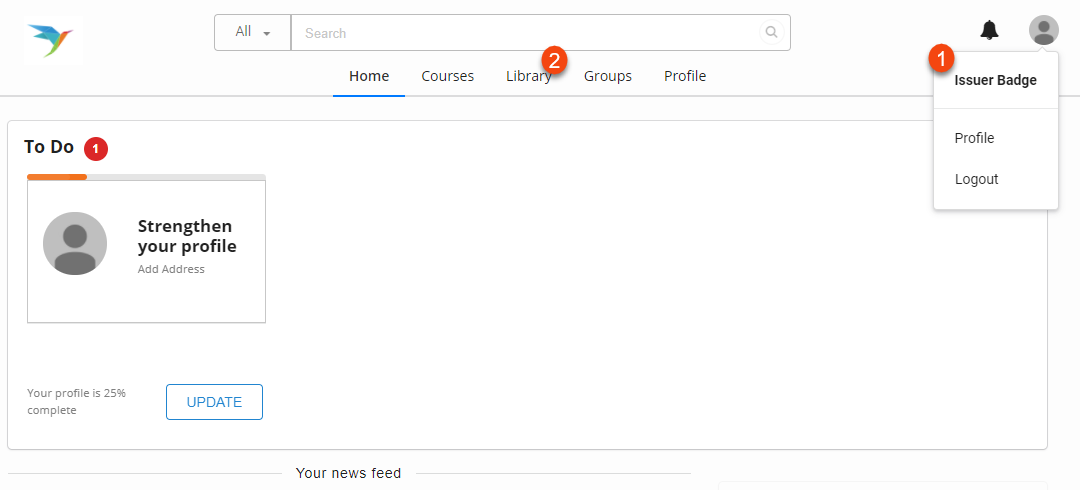 All
Search
1
Issuer Badge
Home
Courses
Library
2
Groups
Profile
Profile
Logout
To Do 1
Strengthen
your profile
Add Address
Your profile is 25%
complete
UPDATE
Your news feed